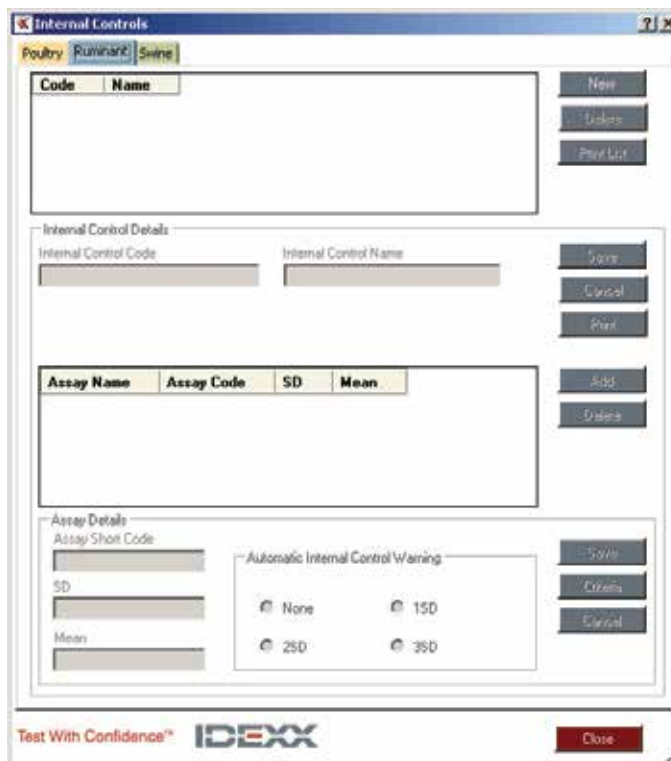 Internal Controls
Poultry Ruminant Swine
Code Name
New
Delete
Print List
Internal Control Details
Internal Control Code Internal Control Name
Save
Cancel
Print
Assay Name Assay Code SD Mean
Add
Delete
Assay Details
Assay Short Code
Automatic Internal Control Warning
Save
SD
None 1SD
Criteria
Cancel
Mean
2SD 3SD
Test With Confidence™ IDEXX
Close